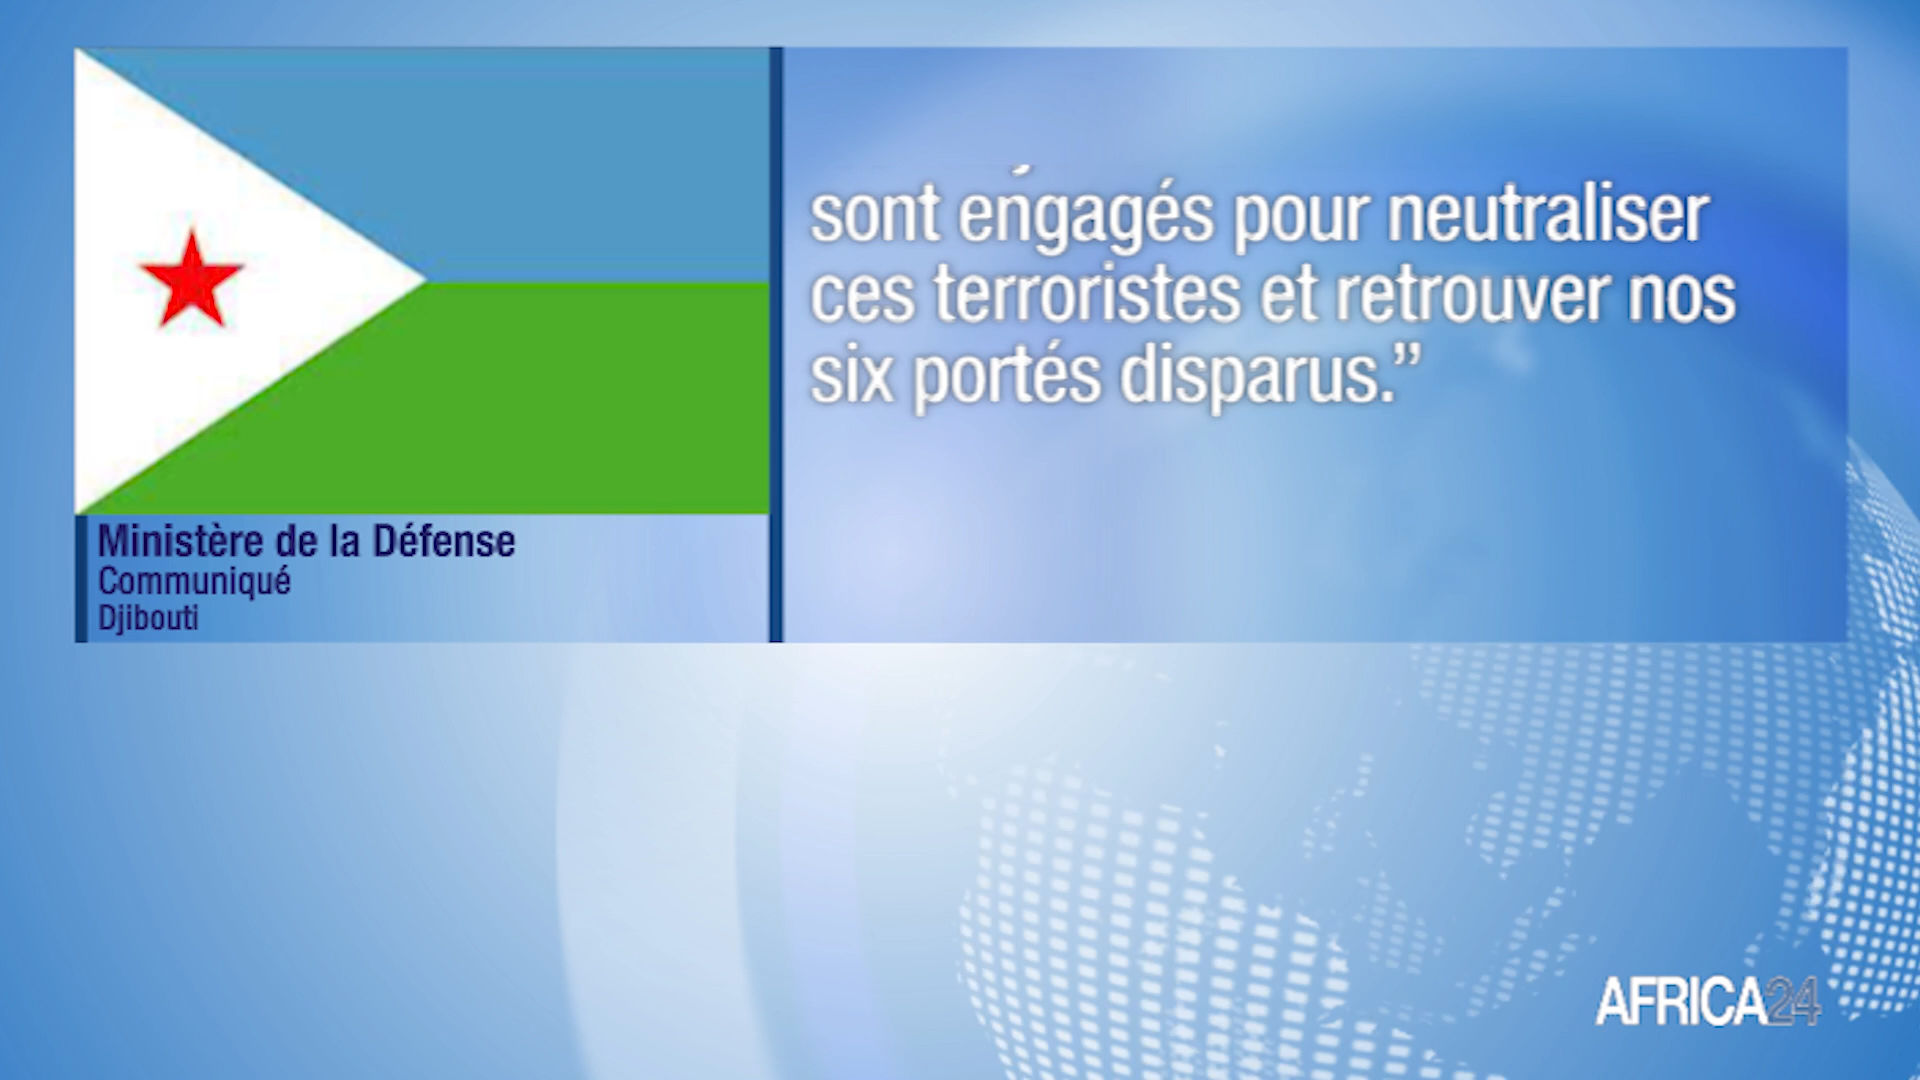 sont engagés pour neutraliser
ces terroristes et retrouver nos
six portés disparus.”
Ministère de la Défense
Communiqué
Djibouti
AFRICA24